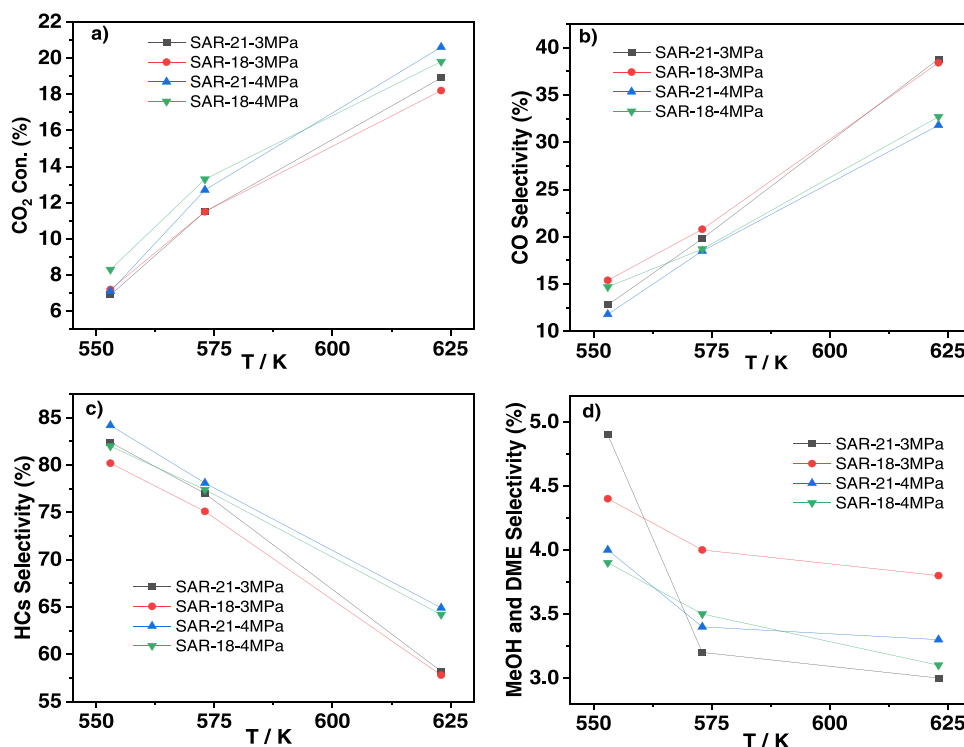 a)
SAR-21-3MPa
SAR-18-3MPa
SAR-21-4MPa
SAR-18-4MPa
22
20
18
16
14
12
10
8
6
CO₂ Con. (%)
550 575 600 625
T / K
b)
SAR-21-3MPa
SAR-18-3MPa
SAR-21-4MPa
SAR-18-4MPa
40
35
30
25
20
15
10
CO Selectivity (%)
550 575 600 625
T / K
c)
SAR-21-3MPa
SAR-18-3MPa
SAR-21-4MPa
SAR-18-4MPa
85
80
75
70
65
60
55
HCs Selectivity (%)
550 575 600 625
T / K
d)
SAR-21-3MPa
SAR-18-3MPa
SAR-21-4MPa
SAR-18-4MPa
5.0
4.5
4.0
3.5
3.0
MeOH and DME Selectivity (%)
550 575 600 625
T / K